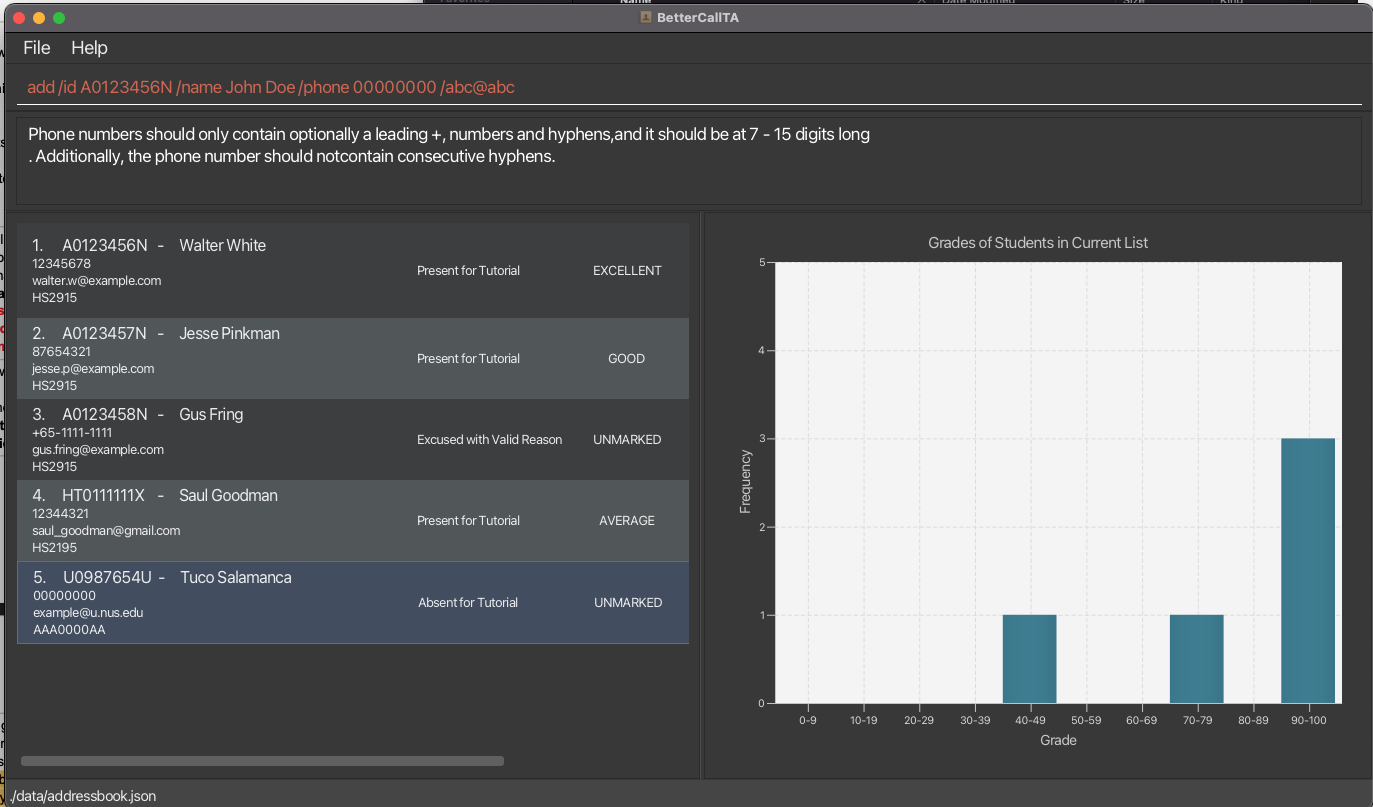 BetterCallTA
File Help
add /id A0123456N /name John Doe /phone 00000000 /abc@abc
Phone numbers should only contain optionally a leading +, numbers and hyphens,and it should be at 7 - 15 digits long
. Additionally, the phone number should notcontain consecutive hyphens.
1. A0123456N - Walter White
12345678
walter.w@example.com
HS2915
Present for Tutorial
EXCELLENT
2. A0123457N - Jesse Pinkman
87654321
jesse.p@example.com
HS2915
Present for Tutorial
GOOD
3. A0123458N - Gus Fring
+65-1111-1111
gus.fring@example.com
HS2915
Excused with Valid Reason
UNMARKED
4. HT0111111X - Saul Goodman
12344321
saul_goodman@gmail.com
HS2195
Present for Tutorial
AVERAGE
5. U0987654U - Tuco Salamanca
00000000
example@u.nus.edu
AAA0000AA
Absent for Tutorial
UNMARKED
Grades of Students in Current List
Frequency
5
4
3
2
1
0
0-9 10-19 20-29 30-39 40-49 50-59 60-69 70-79 80-89 90-100
Grade
./data/addressbook.json